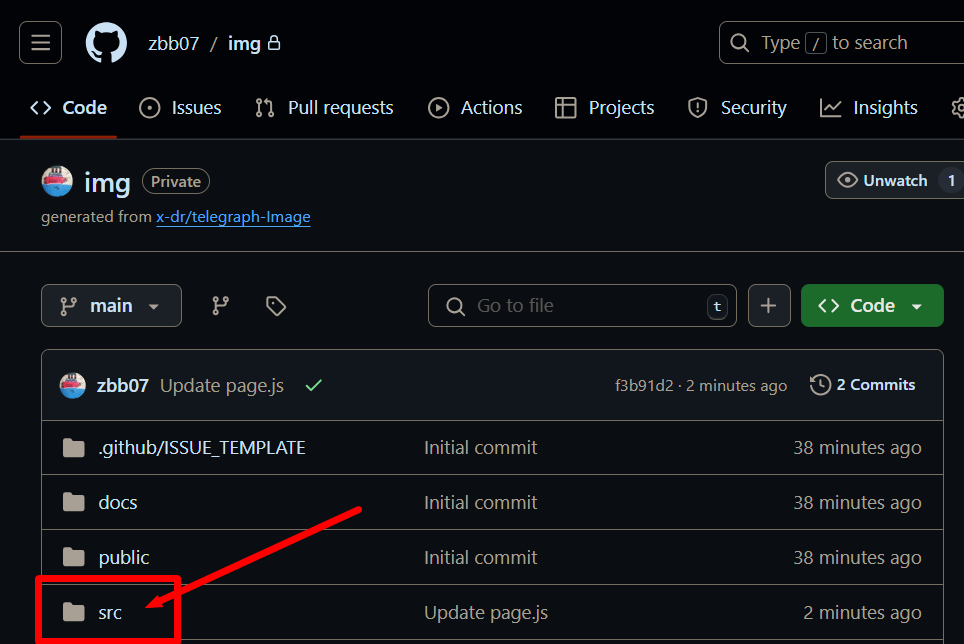 zbb07 / img Type / to search
Code Issues Pull requests Actions Projects Security Insights
img Private Unwatch 1
generated from x-dr/telegraph-Image
main Go to file t Code
zbb07 Update page.js f3b91d2 · 2 minutes ago 2 Commits
.github/ISSUE_TEMPLATE Initial commit 38 minutes ago
docs Initial commit 38 minutes ago
public Initial commit 38 minutes ago
src Update page.js 2 minutes ago